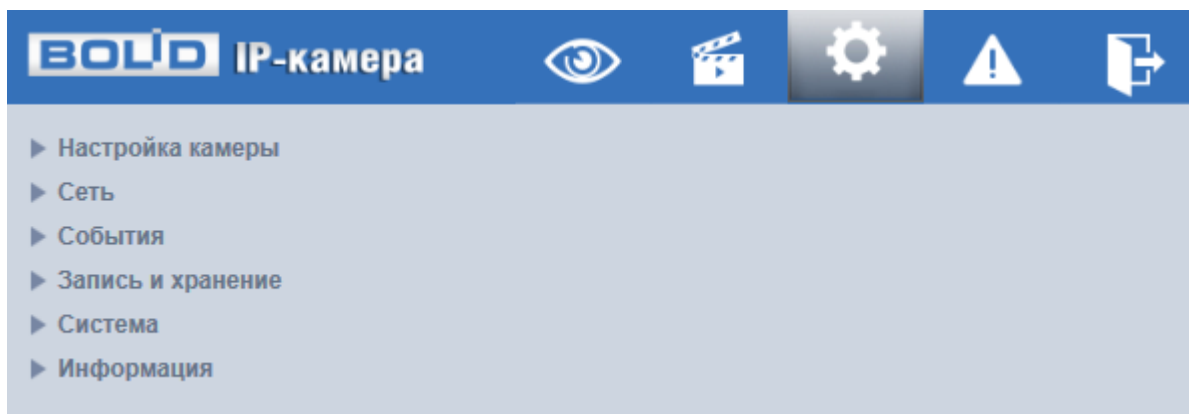 BOLID IP-камера
Настройка камеры
Сеть
События
Запись и хранение
Система
Информация